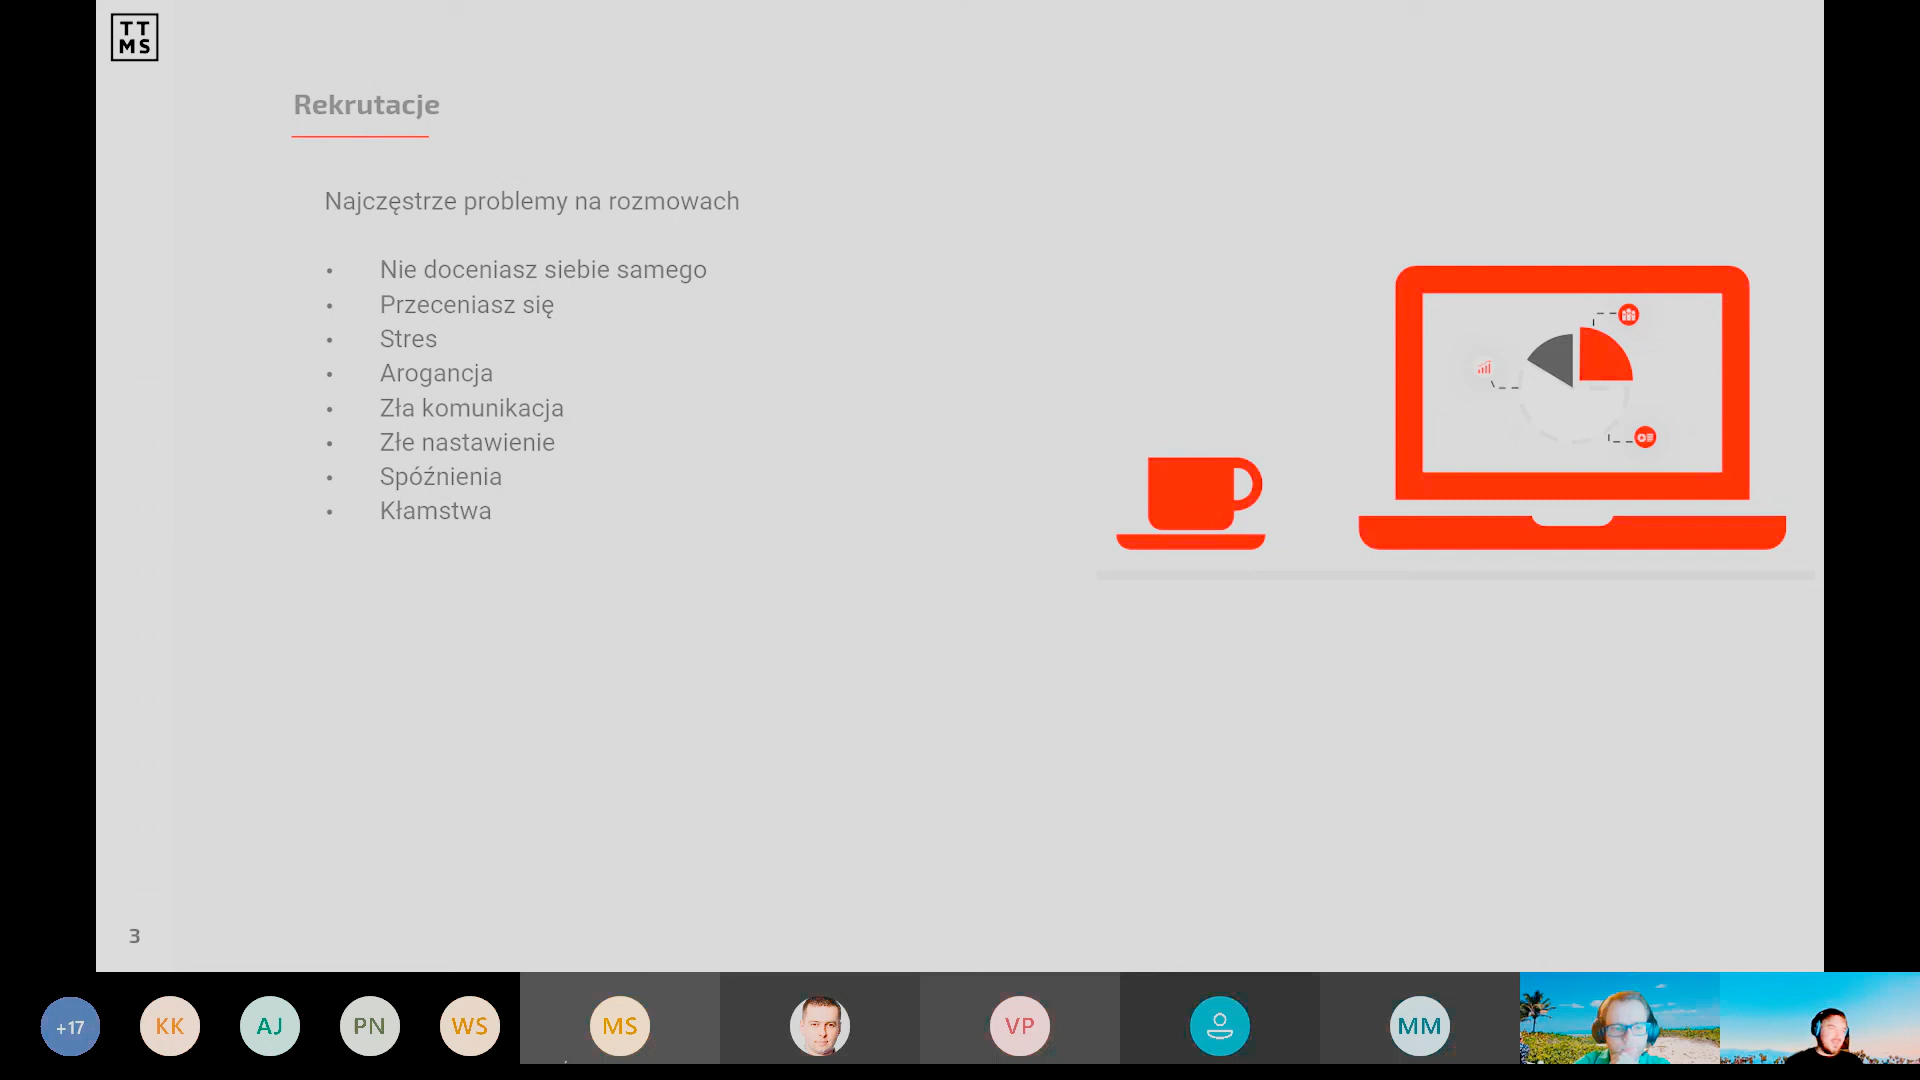 TT
MS
Rekrutacje
Najczęstrze problemy na rozmowach
• Nie doceniasz siebie samego
• Przeceniasz się
• Stres
• Arogancja
• Zła komunikacja
• Złe nastawienie
• Spóźnienia
• Kłamstwa
3
+17 KK AJ PN WS MS VP MM